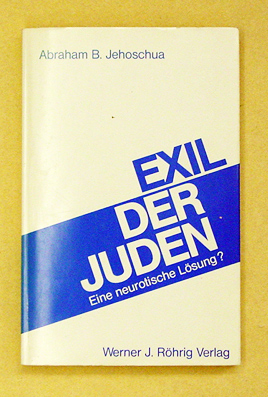 Abraham B. Jehoschua
EXIL
DER
JUDEN
Eine neurotische Lösung?
Werner J. Röhrig Verlag